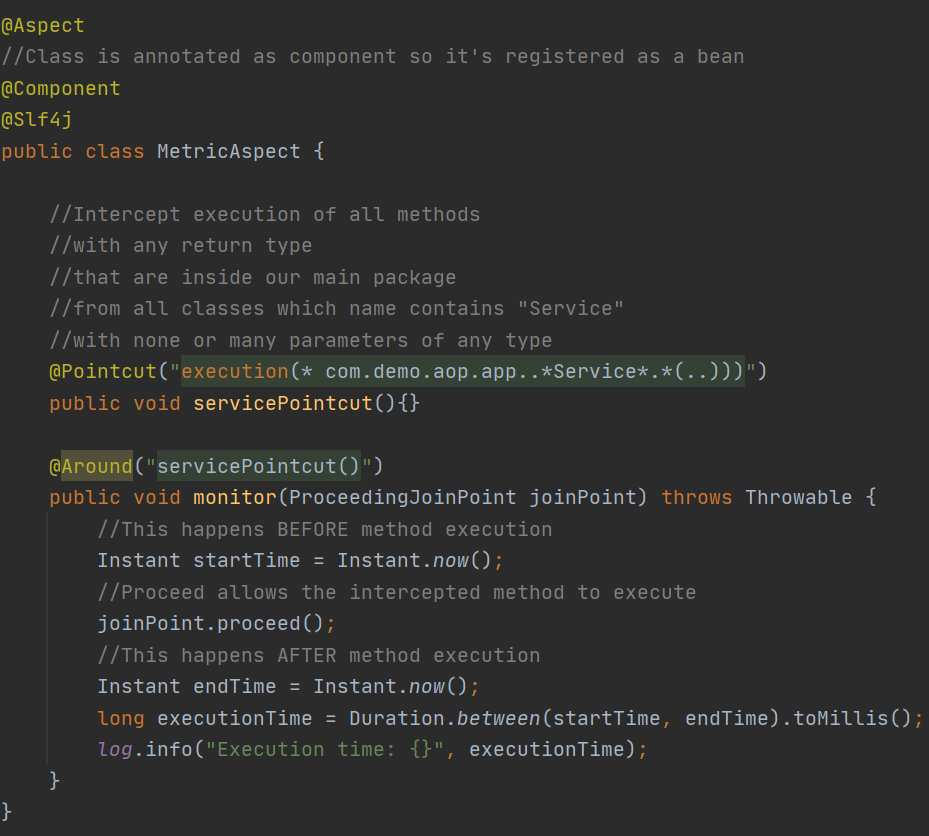 @Aspect
//Class is annotated as component so it's registered as a bean
@Component
@Slf4j
public class MetricAspect {
//Intercept execution of all methods
//with any return type
//that are inside our main package
//from all classes which name contains "Service"
//with none or many parameters of any type
@Pointcut("execution(* com.demo.aop.app..*Service*.*(..)))")
public void servicePointcut(){}
@Around("servicePointcut()")
public void monitor(ProceedingJoinPoint joinPoint) throws Throwable {
//This happens BEFORE method execution
Instant startTime = Instant.now();
//Proceed allows the intercepted method to execute
joinPoint.proceed();
//This happens AFTER method execution
Instant endTime = Instant.now();
long executionTime = Duration.between(startTime, endTime).toMillis();
log.info("Execution time: {}", executionTime);
}
}